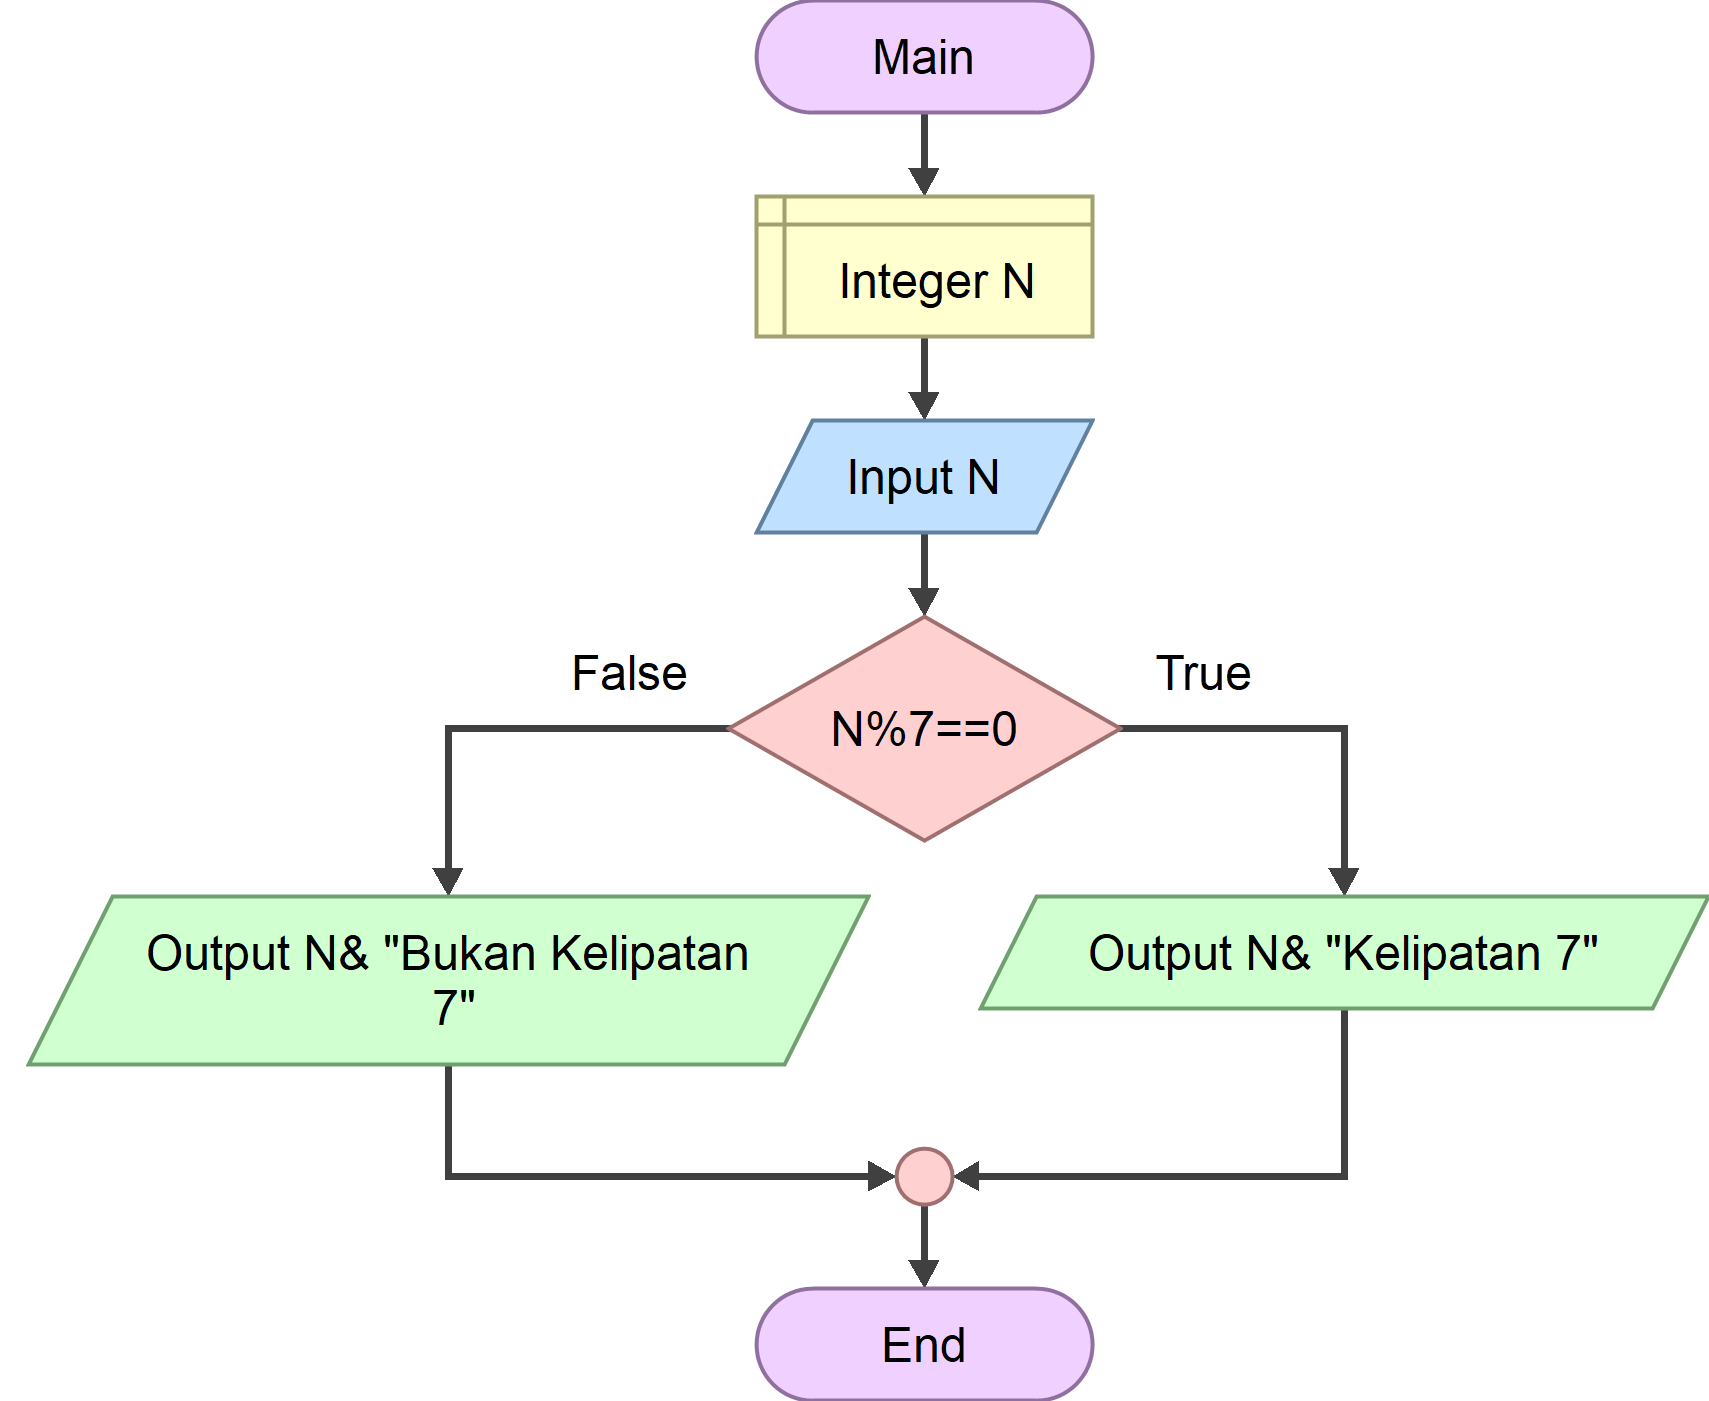 Main
Integer N
Input N
False
True
N%7==0
Output N& "Bukan Kelipatan
7"
Output N& "Kelipatan 7"
End